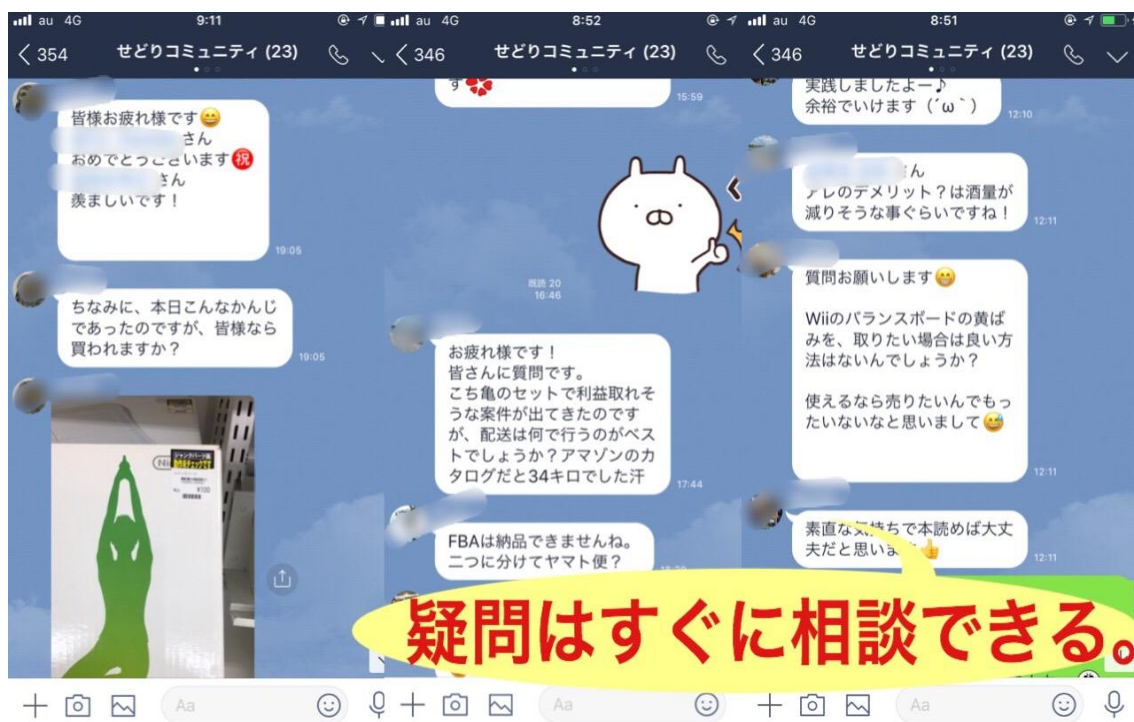 au 4G 9:11
354 せどりコミュニティ (23)
皆様お疲れ様です😄
さん
おめでとうございます㊗
さん
羨ましいです！
19:05
ちなみに、本日こんなかんじ
であったのですが、皆様なら
買われますか？
19:05
ジャンクパーツ品
¥100
Aa
au 4G 8:52
346 せどりコミュニティ (23)
す
15:59
既読 20
16:46
お疲れ様です！
皆さんに質問です。
こち亀のセットで利益取れそ
うな案件が出てきたのです
が、配送は何で行うのがベス
トでしょうか？アマゾンのカ
タログだと34キロでした汗
17:44
FBAは納品できませんね。
二つに分けてヤマト便？
Aa
au 4G 8:51
346 せどりコミュニティ (23)
実践しましたよー♪
余裕でいけます（´ω｀）
12:10
さん
アレのデメリット？は酒量が
減りそうな事ぐらいですね！
12:11
質問お願いします😁
Wiiのバランスボードの黄ば
みを、取りたい場合は良い方
法はないんでしょうか？
使えるなら売りたいんでもっ
たいないなと思いまして😅
12:11
素直な気持ちで本読めば大丈
夫だと思います👍
12:11
疑問はすぐに相談できる。
Aa